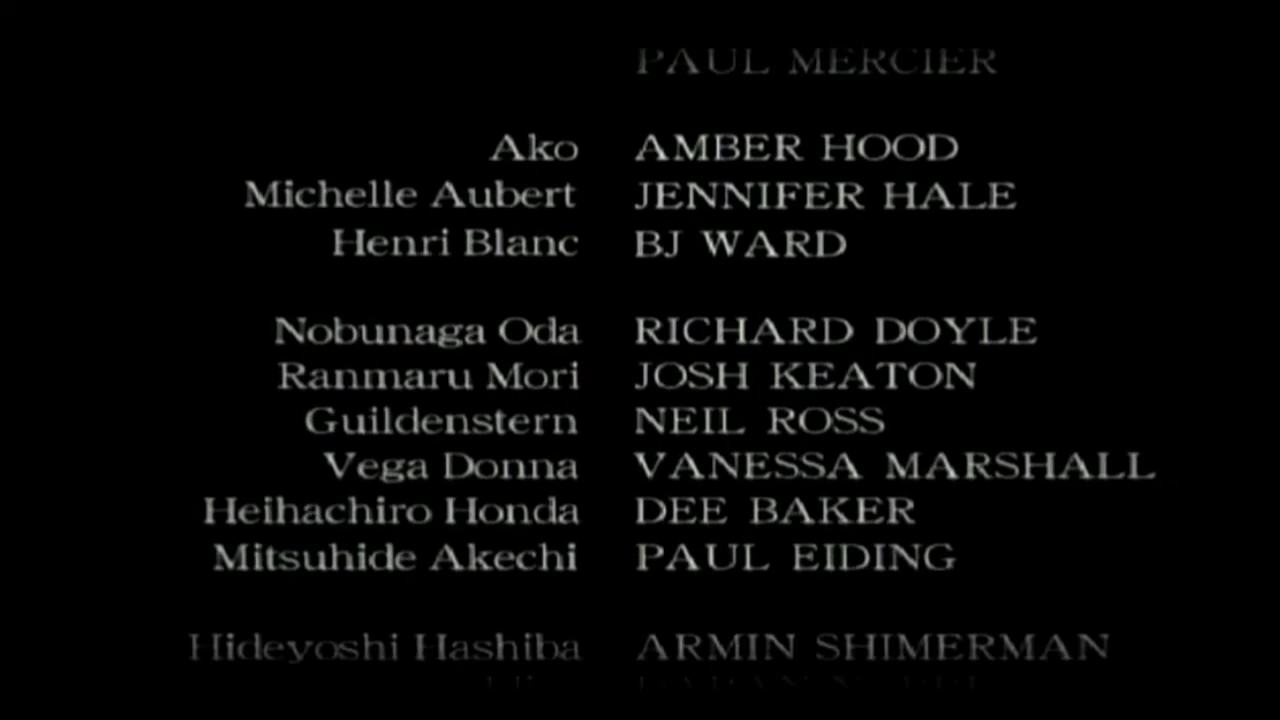 PAUL MERCIER
Ako AMBER HOOD
Michelle Aubert JENNIFER HALE
Henri Blanc BJ WARD
Nobunaga Oda RICHARD DOYLE
Ranmaru Mori JOSH KEATON
Guildenstern NEIL ROSS
Vega Donna VANESSA MARSHALL
Heihachiro Honda DEE BAKER
Mitsuhide Akechi PAUL EIDING
Hideyoshi Hashiba ARMIN SHIMERMAN